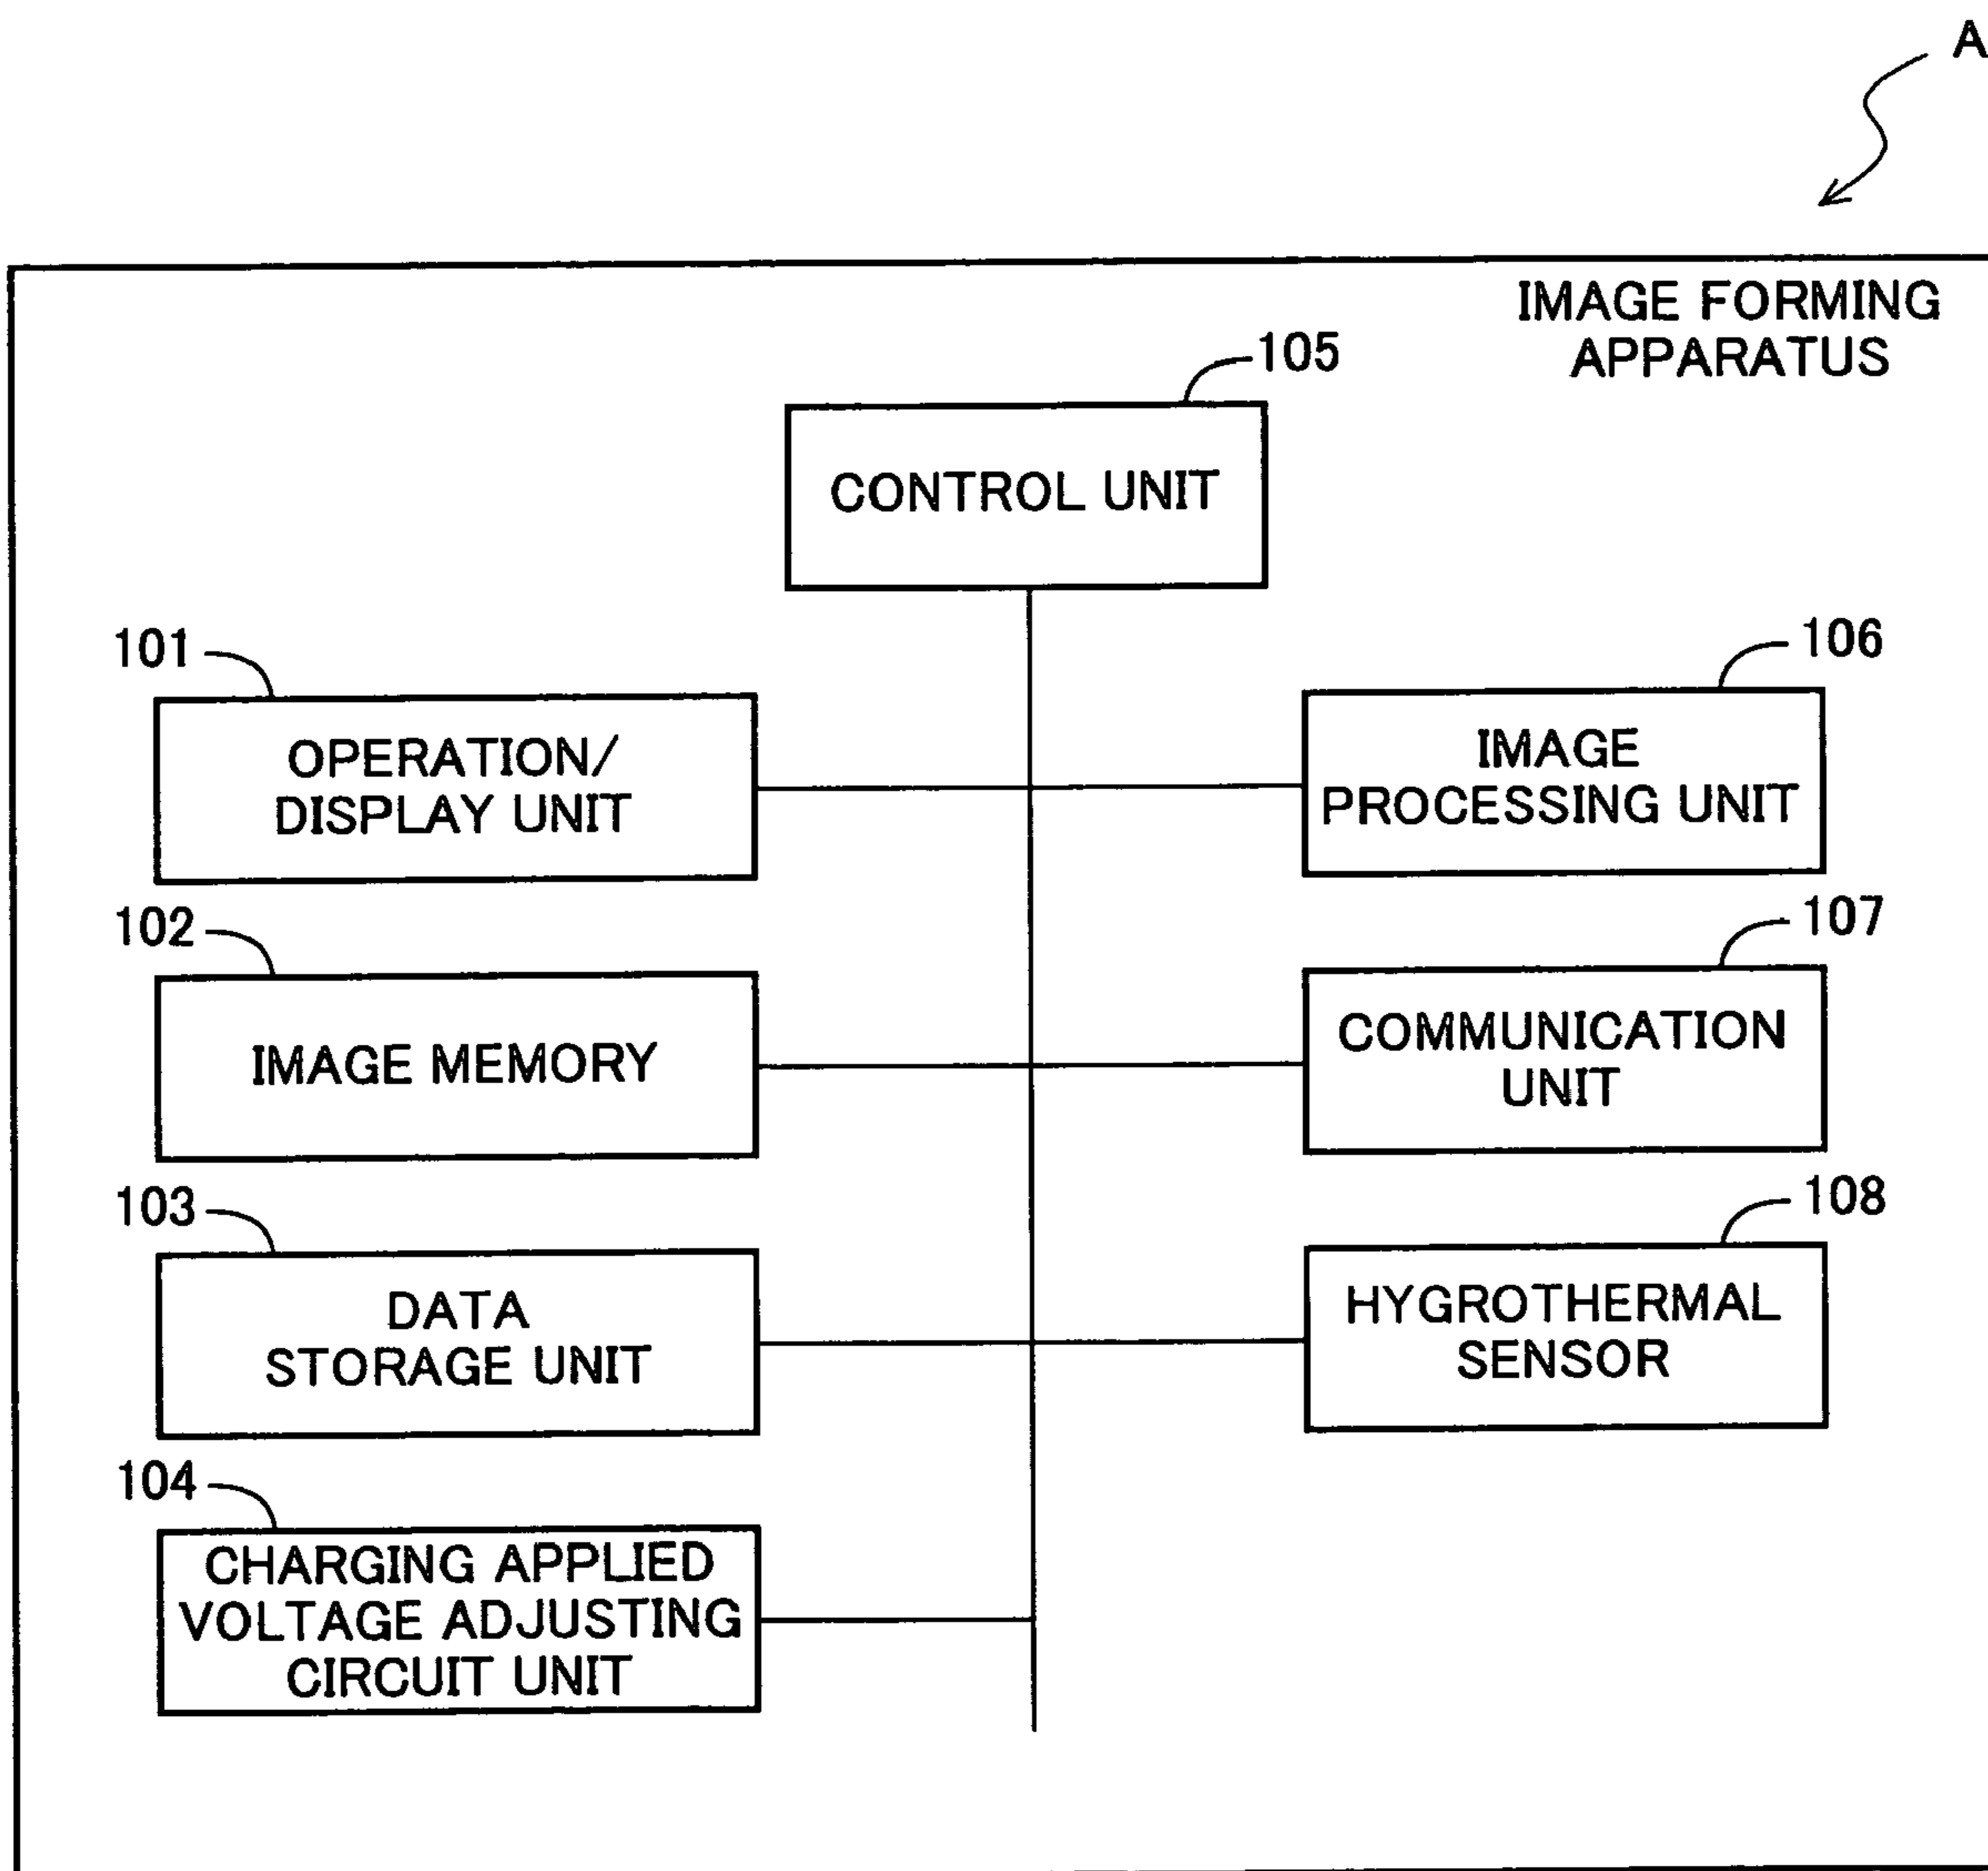 A
IMAGE FORMING
APPARATUS
105
CONTROL UNIT
101
OPERATION/
DISPLAY UNIT
106
IMAGE
PROCESSING UNIT
102
IMAGE MEMORY
107
COMMUNICATION
UNIT
103
DATA
STORAGE UNIT
108
HYGROTHERMAL
SENSOR
104
CHARGING APPLIED
VOLTAGE ADJUSTING
CIRCUIT UNIT